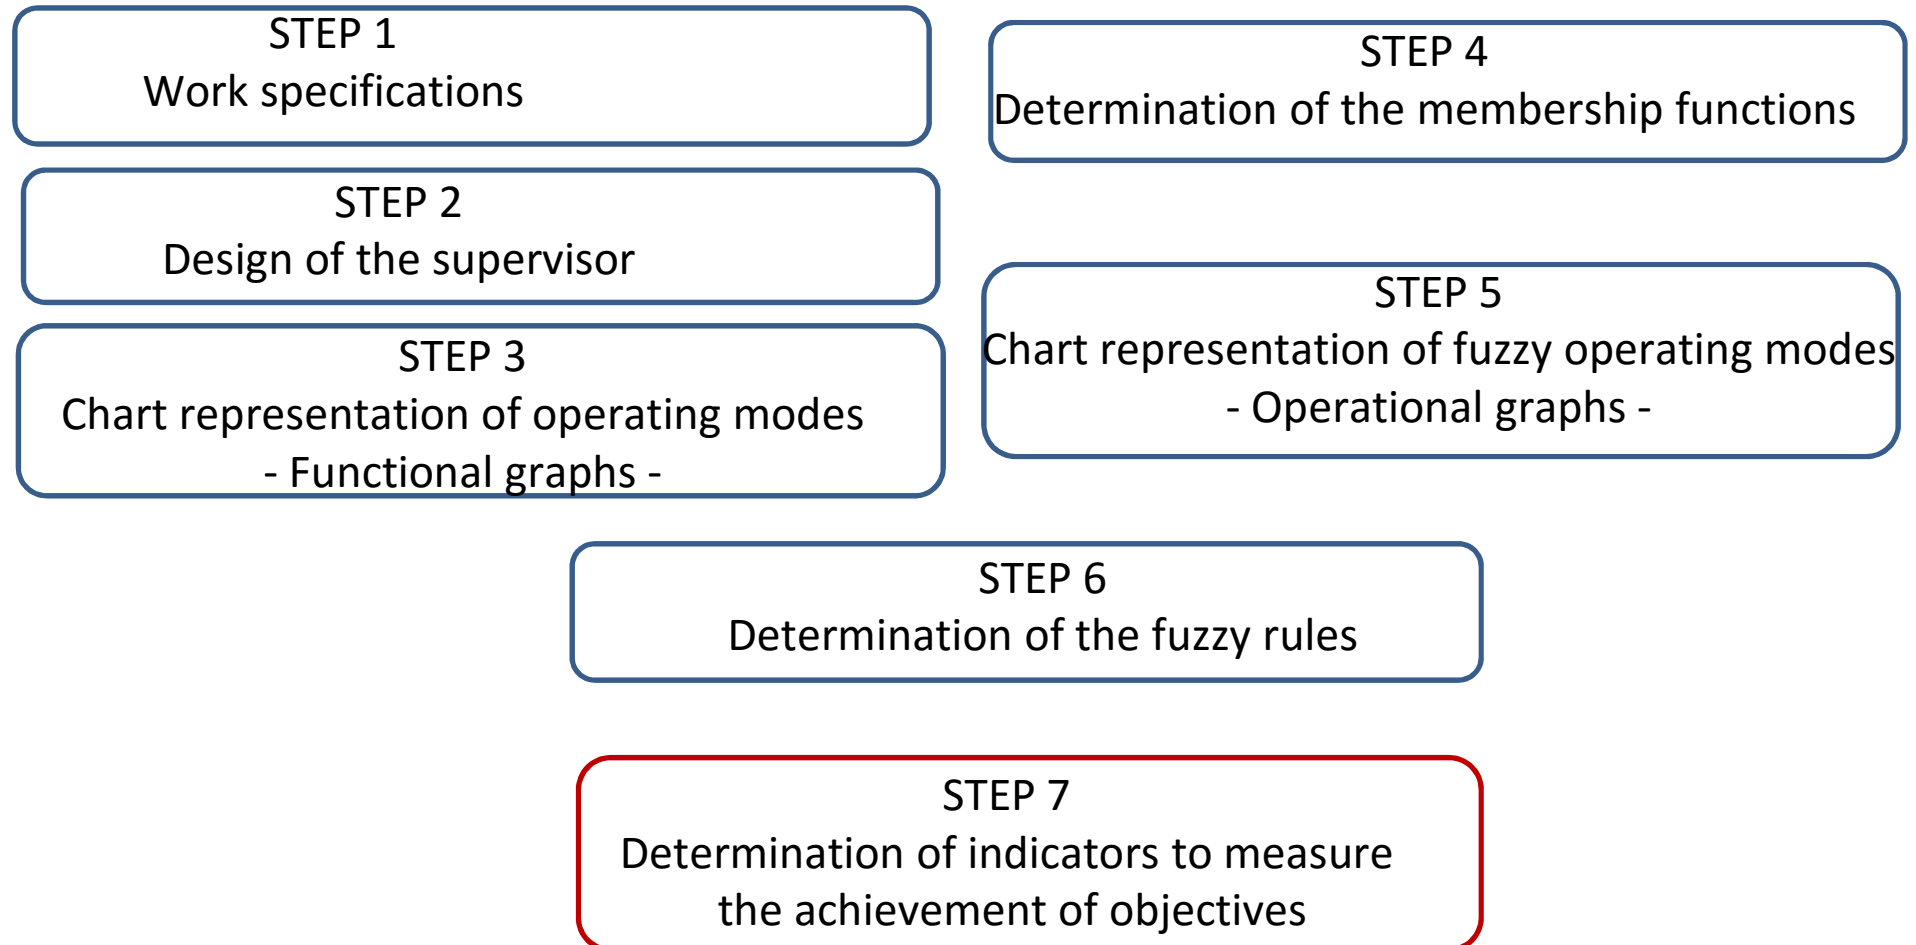 STEP 1
Work specifications
STEP 2
Design of the supervisor
STEP 3
Chart representation of operating modes
- Functional graphs -
STEP 4
Determination of the membership functions
STEP 5
Chart representation of fuzzy operating modes
- Operational graphs -
STEP 6
Determination of the fuzzy rules
STEP 7
Determination of indicators to measure
the achievement of objectives